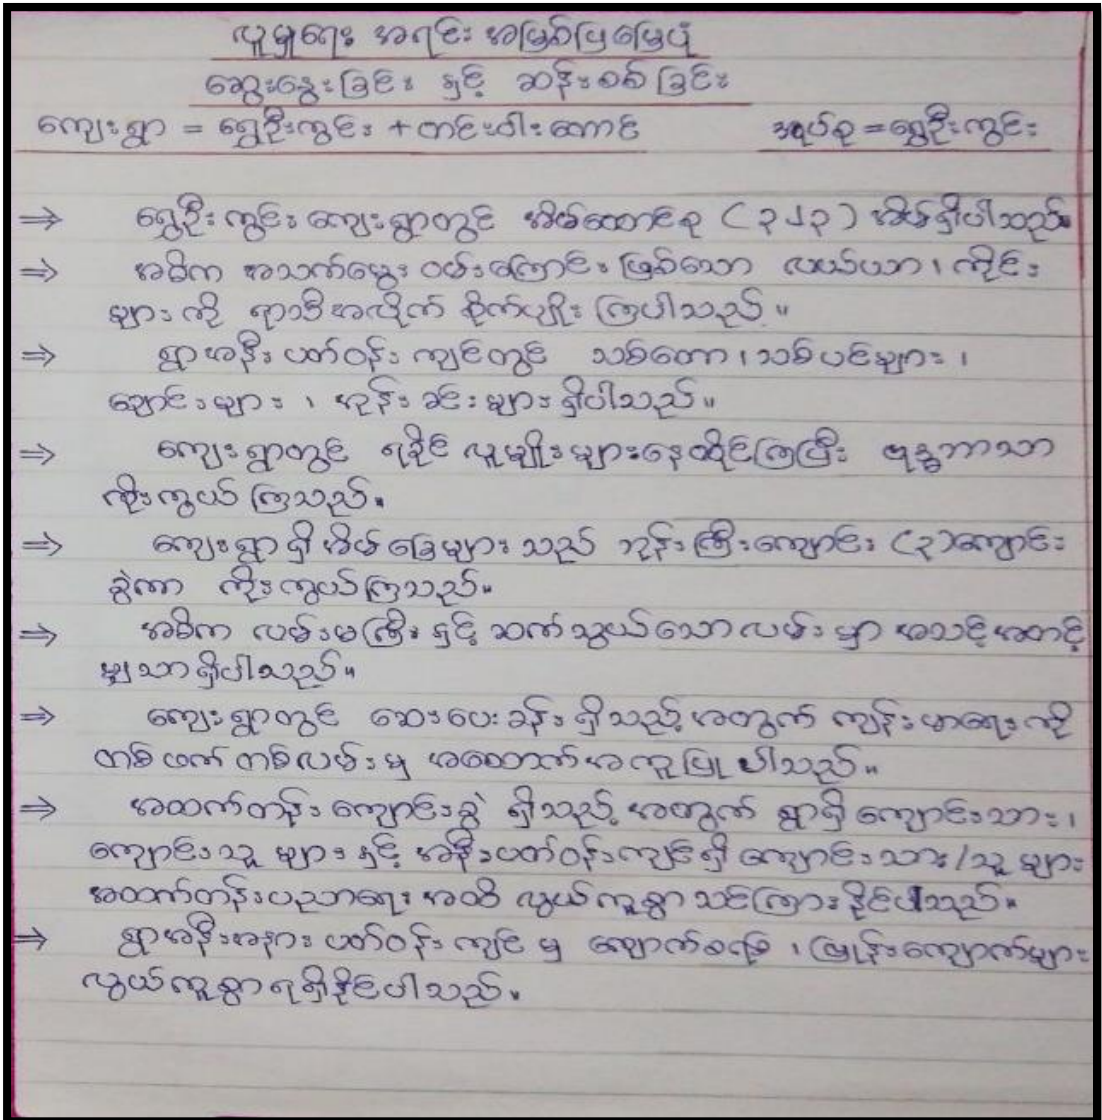 လူမှုရေး အရင်း အမြစ်ပြမြေပုံ
ဆွေးနွေးခြင်း နှင့် ဆန်းစစ်ခြင်း
ကျေးရွာ = ရွှေဦးကွင်း + တင်းဝါးတောင် အုပ်စု = ရွှေဦးကွင်း
⇒ ရွှေဦးကွင်း ကျေးရွာတွင် အိမ်ထောင်စု (၃၂၃) အိမ်ရှိပါသည်။
⇒ အဓိက အသက်မွေး ဝမ်းကြောင်း ဖြစ်သော လယ်ယာ၊ ကိုင်း
များ ကို ရာသီအလိုက် စိုက်ပျိုး ကြပါသည်။
⇒ ရွာအနီး ပတ်ဝန်း ကျင်တွင် သစ်တော၊ သစ်ပင်များ၊
ချောင်းများ၊ ကုန်းခင်းများရှိပါသည်။
⇒ ကျေးရွာတွင် ရခိုင် လူမျိုးများနေထိုင်ကြပြီး ဗုဒ္ဓဘာသာ
ကိုးကွယ် ကြသည်။
⇒ ကျေးရွာရှိ အိမ်ခြေများ သည် ဘုန်းကြီးကျောင်း (၃)ကျောင်း
ခွဲကာ ကိုးကွယ်ကြသည်။
⇒ အဓိက လမ်းမကြီး နှင့် ဆက်သွယ်သောလမ်း မှာ အသင့်အတင့်
မျှသာရှိပါသည်။
⇒ ကျေးရွာတွင် ဆေးပေးခန်း ရှိသည့် အတွက် ကျန်းမာရေး ကို
တစ်ဖက် တစ်လမ်းမှ အထောက်အကူပြု ပါသည်။
⇒ အထက်တန်း ကျောင်းခွဲ ရှိသည့် အတွက် ရွာရှိ ကျောင်းသား၊
ကျောင်းသူ များ နှင့် အနီးပတ်ဝန်းကျင်ရှိ ကျောင်းသား/သူ များ
အထက်တန်းပညာရေး အထိ လွယ်ကူစွာ သင်ကြားနိုင်ပါသည်။
⇒ ရွာအနီးအနား ပတ်ဝန်း ကျင် မှ ကျောက်စရစ်၊ မြှုန်းကျောက်များ
လွယ်ကူစွာရရှိနိုင်ပါသည်။